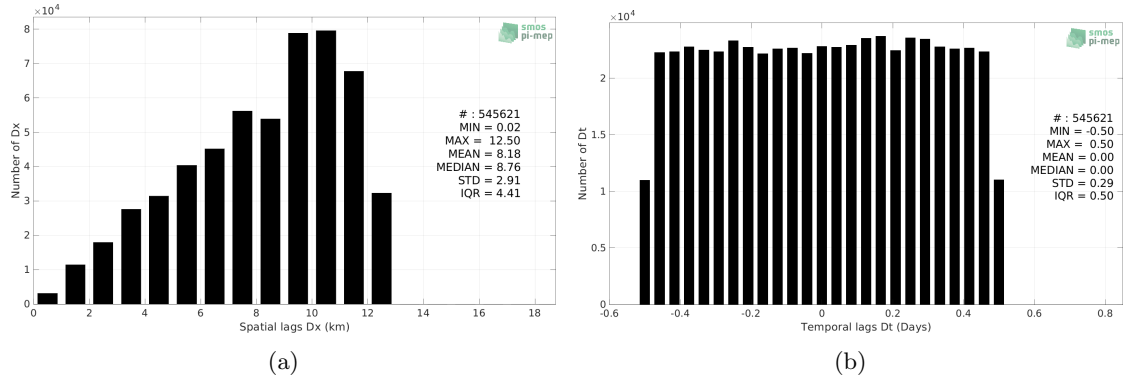 ×10⁴
8
7
6
5
4
3
2
1
0
Number of Dx
smos
pi-mep
# : 545621
MIN = 0.02
MAX = 12.50
MEAN = 8.18
MEDIAN = 8.76
STD = 2.91
IQR = 4.41
0 2 4 6 8 10 12 14 16 18
Spatial lags Dx (km)
(a)
×10⁴
2
1.5
1
0.5
0
Number of Dt
smos
pi-mep
# : 545621
MIN = -0.50
MAX = 0.50
MEAN = 0.00
MEDIAN = 0.00
STD = 0.29
IQR = 0.50
-0.6 -0.4 -0.2 0 0.2 0.4 0.6 0.8
Temporal lags Dt (Days)
(b)